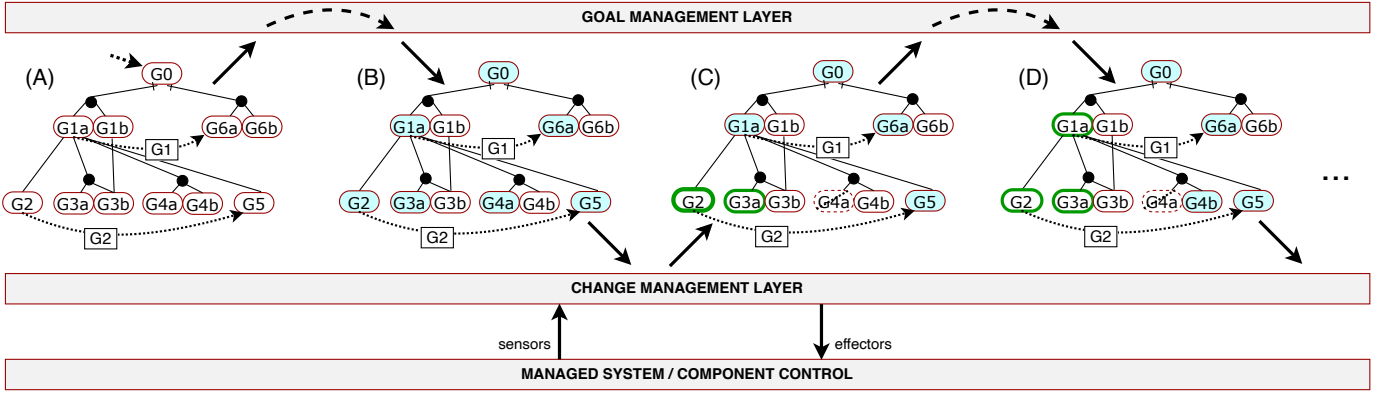 GOAL MANAGEMENT LAYER
(A)
G0
G1a G1b
G6a G6b
G1
G2 G3a G3b G4a G4b G5
G2
(B)
G0
G1a G1b
G6a G6b
G1
G2 G3a G3b G4a G4b G5
G2
(C)
G0
G1a G1b
G6a G6b
G1
G2 G3a G3b G4a G4b G5
G2
(D)
G0
G1a G1b
G6a G6b
G1
G2 G3a G3b G4a G4b G5
G2
...
CHANGE MANAGEMENT LAYER
sensors
effectors
MANAGED SYSTEM / COMPONENT CONTROL